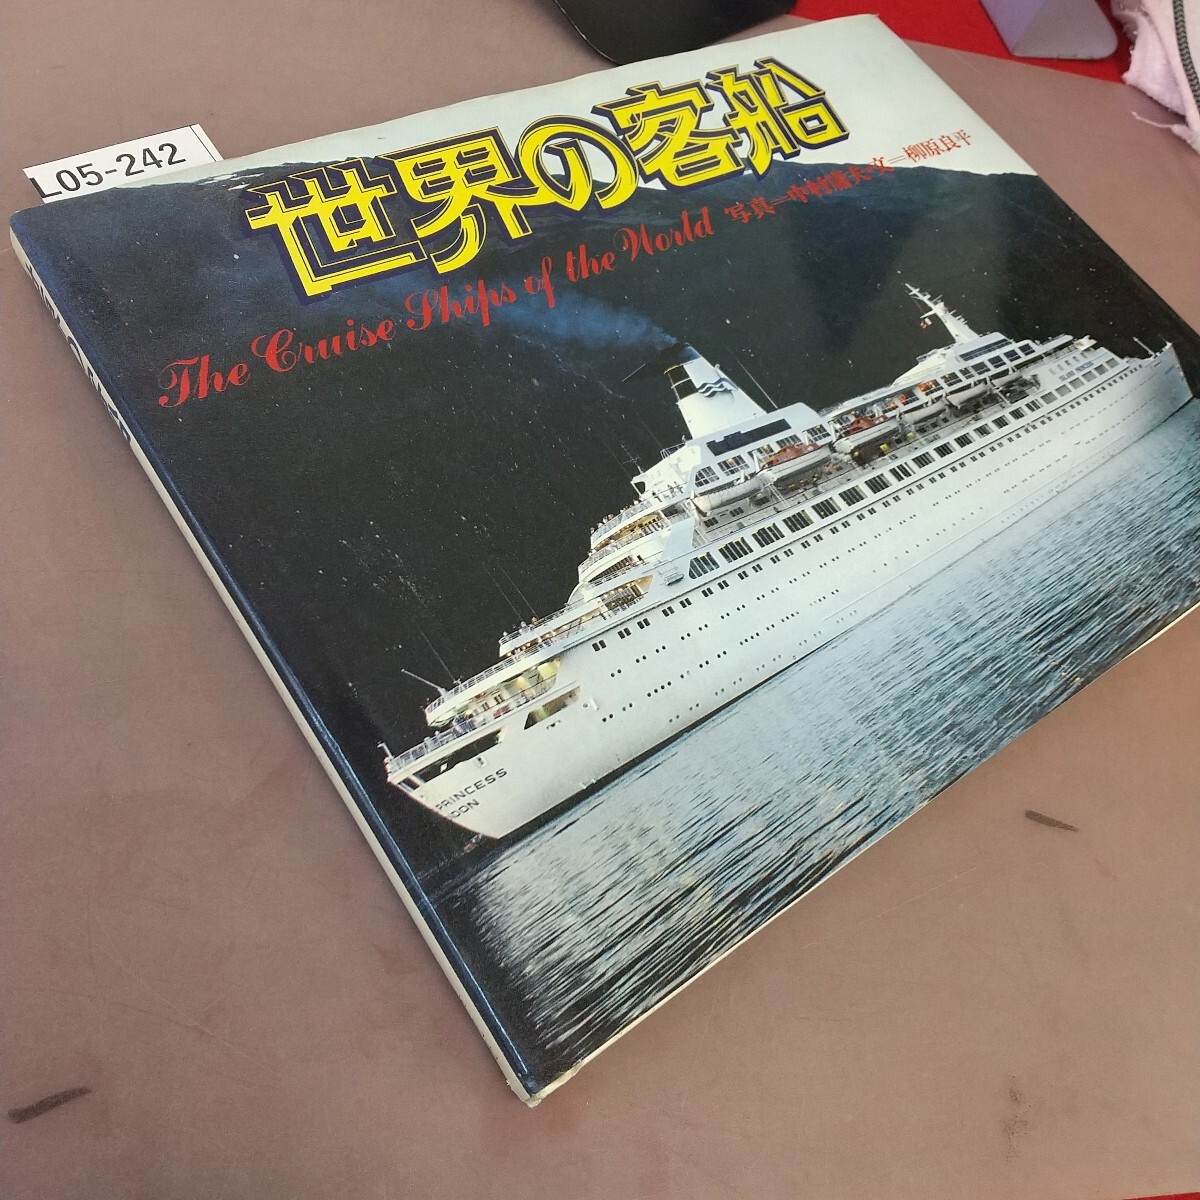 L05-242
世界の客船
The Cruise Ships of the World
写真=中村庸夫・文=柳原良平
PRINCESS